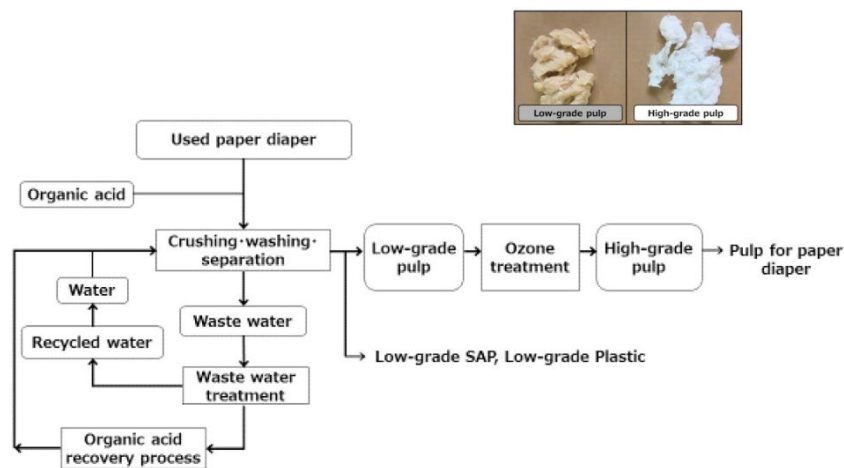 Low-grade pulp
High-grade pulp
Used paper diaper
Organic acid
Crushing·washing·
separation
Low-grade
pulp
Ozone
treatment
High-grade
pulp
Pulp for paper
diaper
Water
Waste water
Recycled water
Low-grade SAP, Low-grade Plastic
Waste water
treatment
Organic acid
recovery process